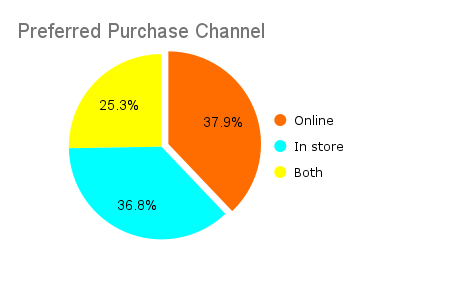 Preferred Purchase Channel
25.3%
37.9%
36.8%
Online
In store
Both